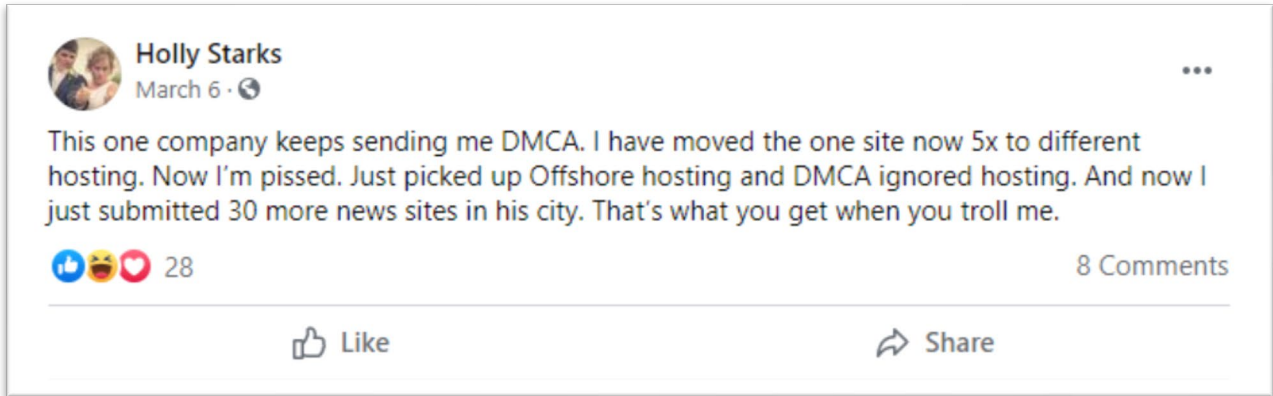 Holly Starks
March 6 ·
This one company keeps sending me DMCA. I have moved the one site now 5x to different
hosting. Now I'm pissed. Just picked up Offshore hosting and DMCA ignored hosting. And now I
just submitted 30 more news sites in his city. That's what you get when you troll me.
28
8 Comments
Like
Share